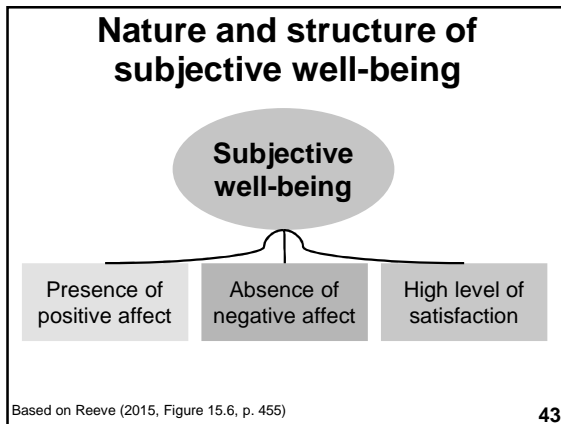 Nature and structure of
subjective well-being
Subjective
well-being
Presence of
positive affect
Absence of
negative affect
High level of
satisfaction
Based on Reeve (2015, Figure 15.6, p. 455)
43